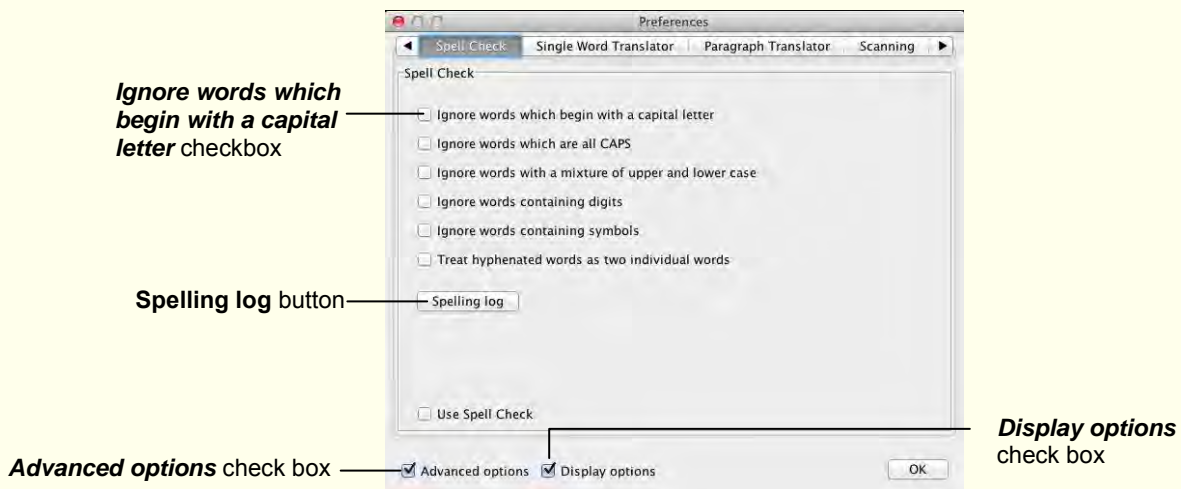 Preferences
Spell Check Single Word Translator Paragraph Translator Scanning
Spell Check
Ignore words which
begin with a capital
letter checkbox
Ignore words which begin with a capital letter
Ignore words which are all CAPS
Ignore words with a mixture of upper and lower case
Ignore words containing digits
Ignore words containing symbols
Treat hyphenated words as two individual words
Spelling log button
Spelling log
Use Spell Check
Display options
check box
Advanced options check box
Advanced options Display options OK